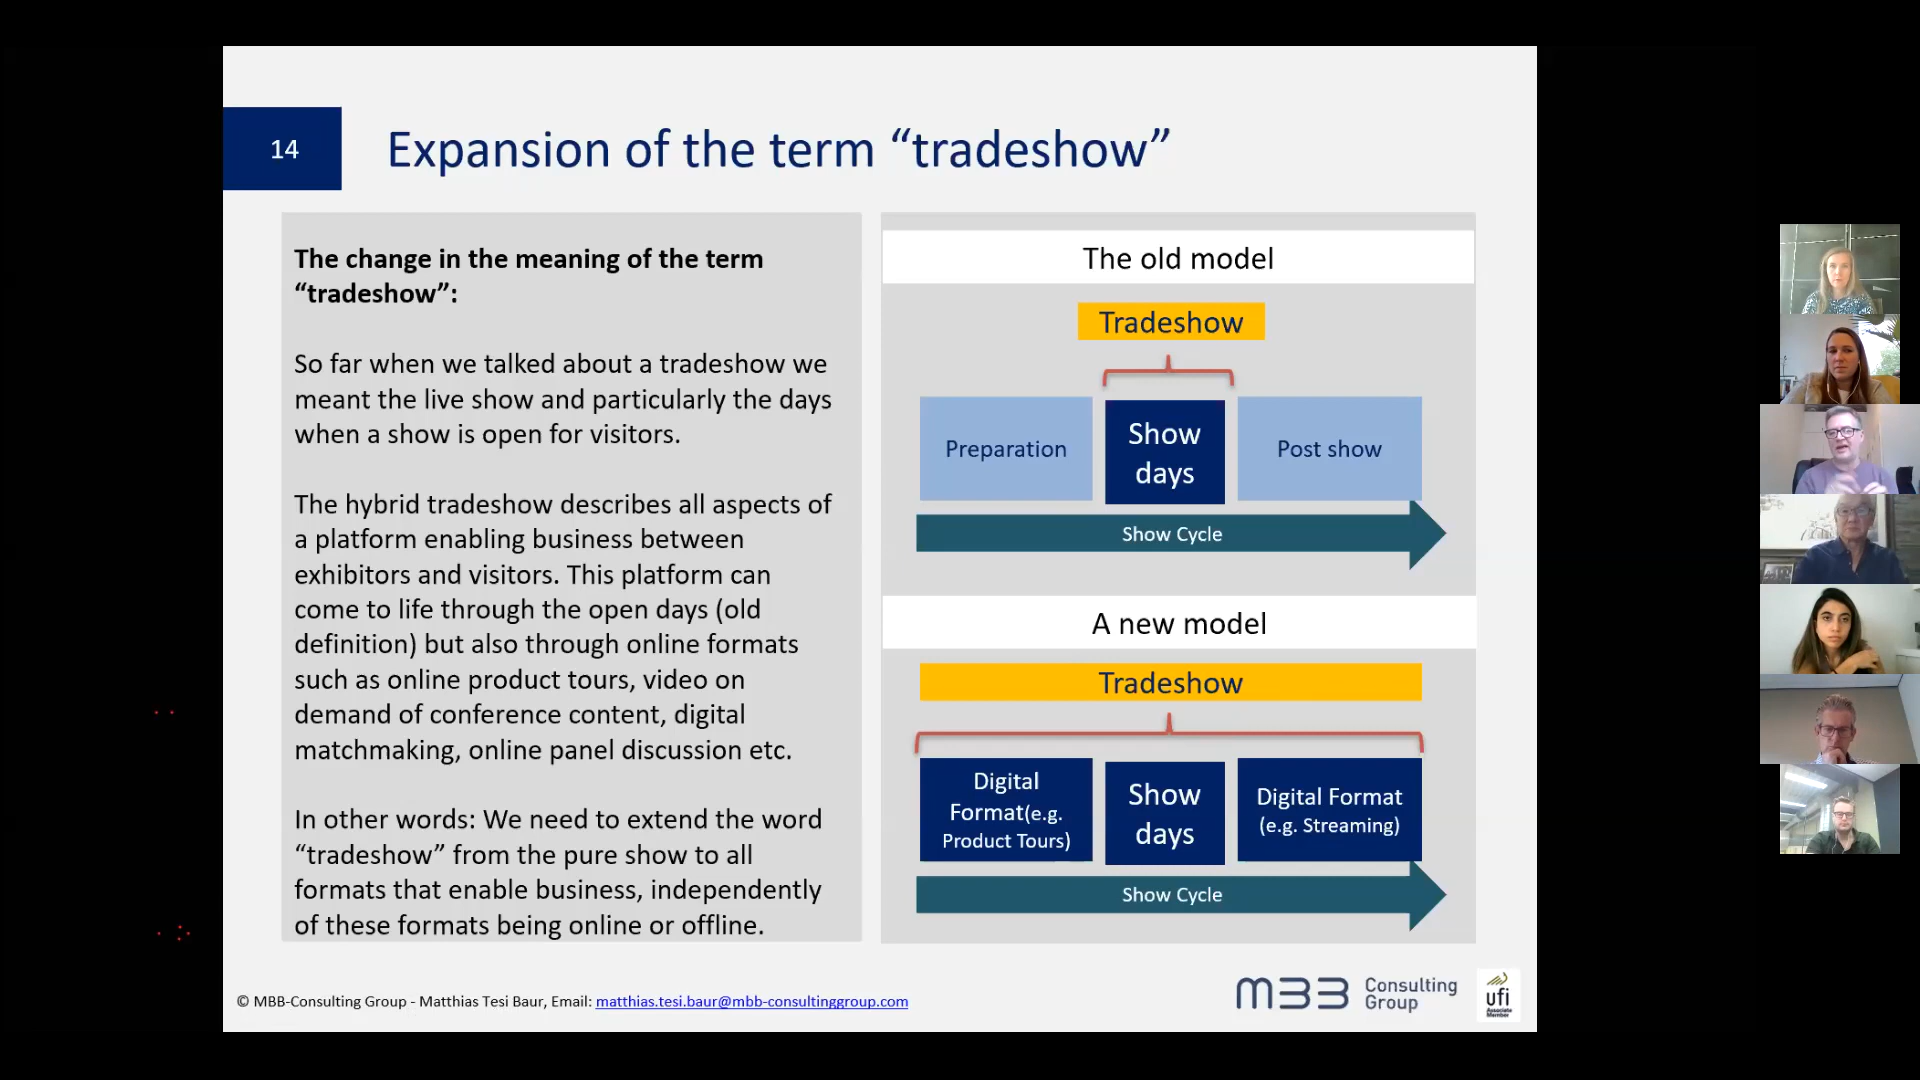 14
Expansion of the term “tradeshow”
The change in the meaning of the term
“tradeshow”:
So far when we talked about a tradeshow we
meant the live show and particularly the days
when a show is open for visitors.
The hybrid tradeshow describes all aspects of
a platform enabling business between
exhibitors and visitors. This platform can
come to life through the open days (old
definition) but also through online formats
such as online product tours, video on
demand of conference content, digital
matchmaking, online panel discussion etc.
In other words: We need to extend the word
“tradeshow” from the pure show to all
formats that enable business, independently
of these formats being online or offline.
The old model
Tradeshow
Preparation
Show
days
Post show
Show Cycle
A new model
Tradeshow
Digital
Format(e.g.
Product Tours)
Show
days
Digital Format
(e.g. Streaming)
Show Cycle
© MBB-Consulting Group - Matthias Tesi Baur, Email: matthias.tesi.baur@mbb-consultinggroup.com
MBB Consulting
Group
ufi
Associate
Member